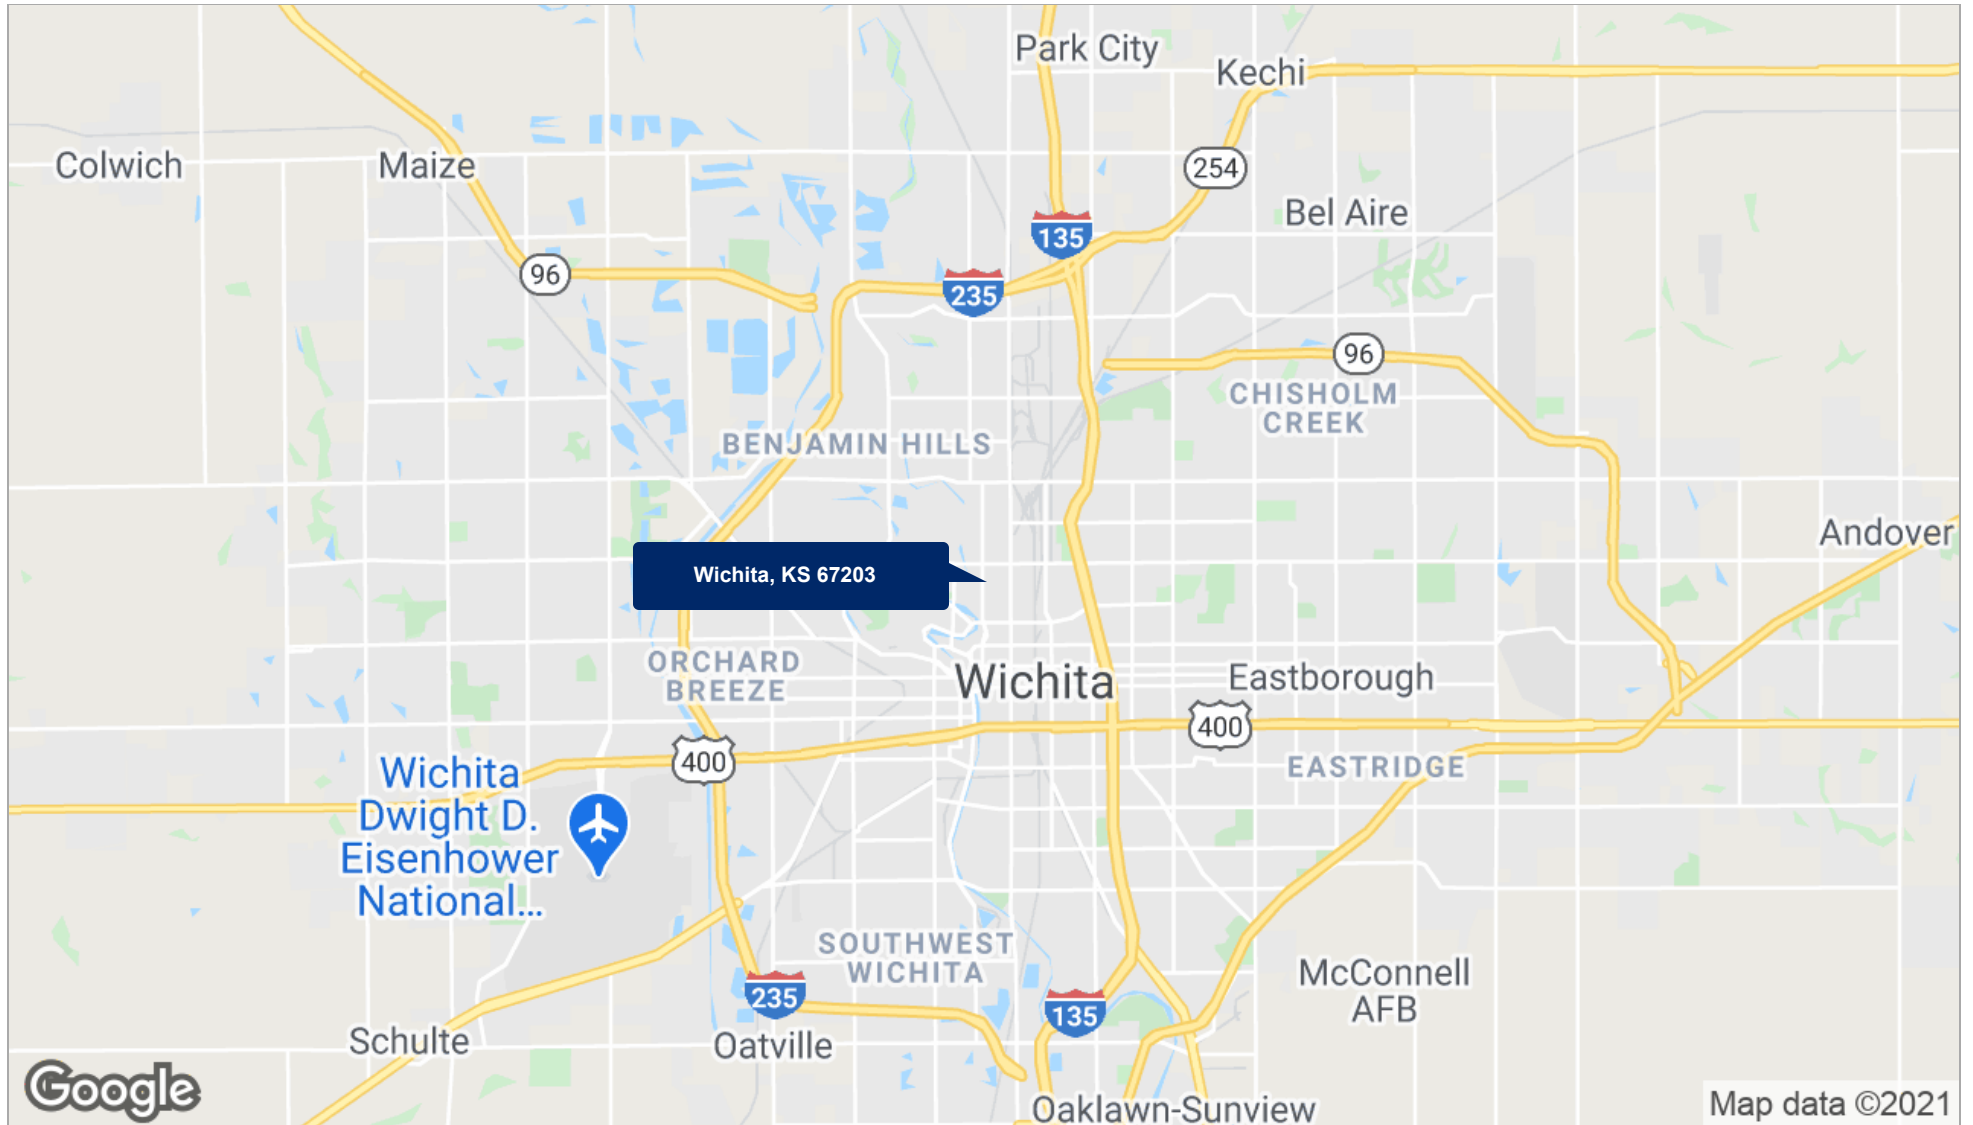 Park City
Kechi
Colwich
Maize
254
Bel Aire
135
96
235
96
CHISHOLM
CREEK
BENJAMIN HILLS
Andover
Wichita, KS 67203
ORCHARD
BREEZE
Wichita
Eastborough
400
400
EASTRIDGE
Wichita
Dwight D.
Eisenhower
National...
SOUTHWEST
WICHITA
McConnell
AFB
235
135
Schulte
Oatville
Google
Oaklawn-Sunview
Map data ©2021